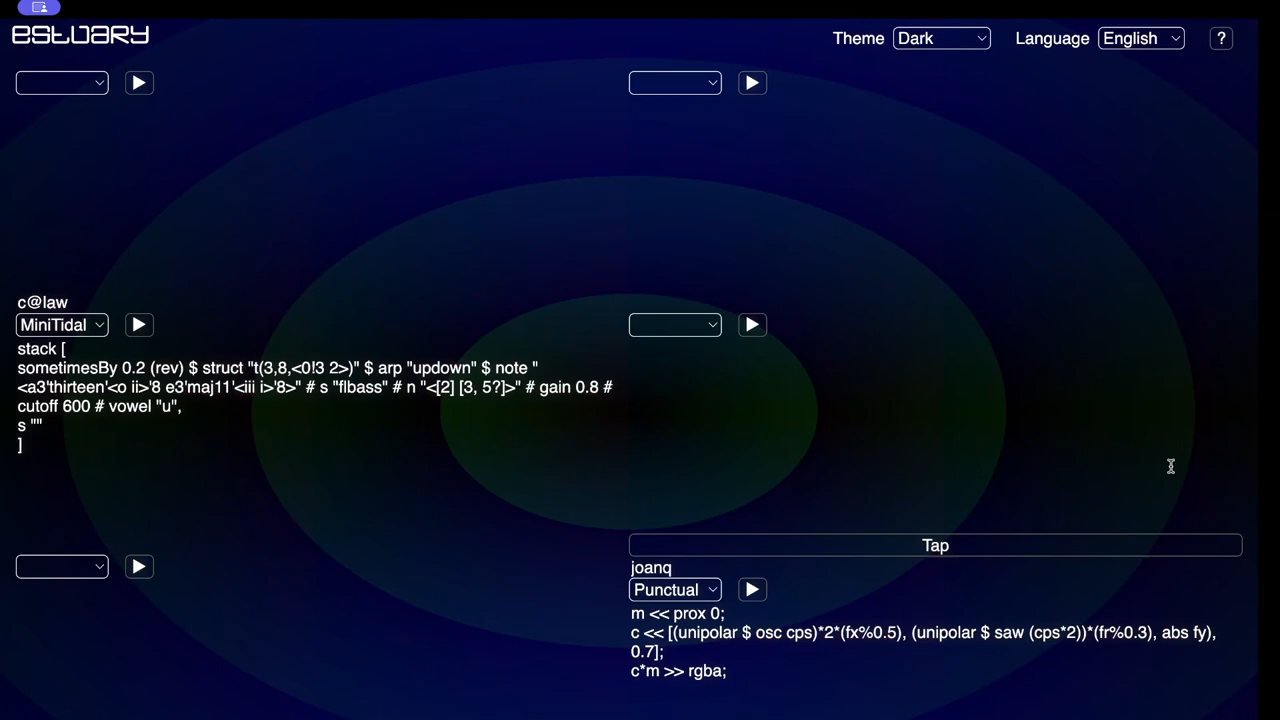 estuary
Theme Dark Language English ?
c@law
MiniTidal
stack [
sometimesBy 0.2 (rev) $ struct "t(3,8,<0!3 2>)" $ arp "updown" $ note "
<a3'thirteen'<o ii>'8 e3'maj11'<iii i>'8>" # s "flbass" # n "<[2] [3, 5?]>" # gain 0.8 #
cutoff 600 # vowel "u",
s ""
]
Tap
joanq
Punctual
m << prox 0;
c << [(unipolar $ osc cps)*2*(fx%0.5), (unipolar $ saw (cps*2))*(fr%0.3), abs fy),
0.7];
c*m >> rgba;